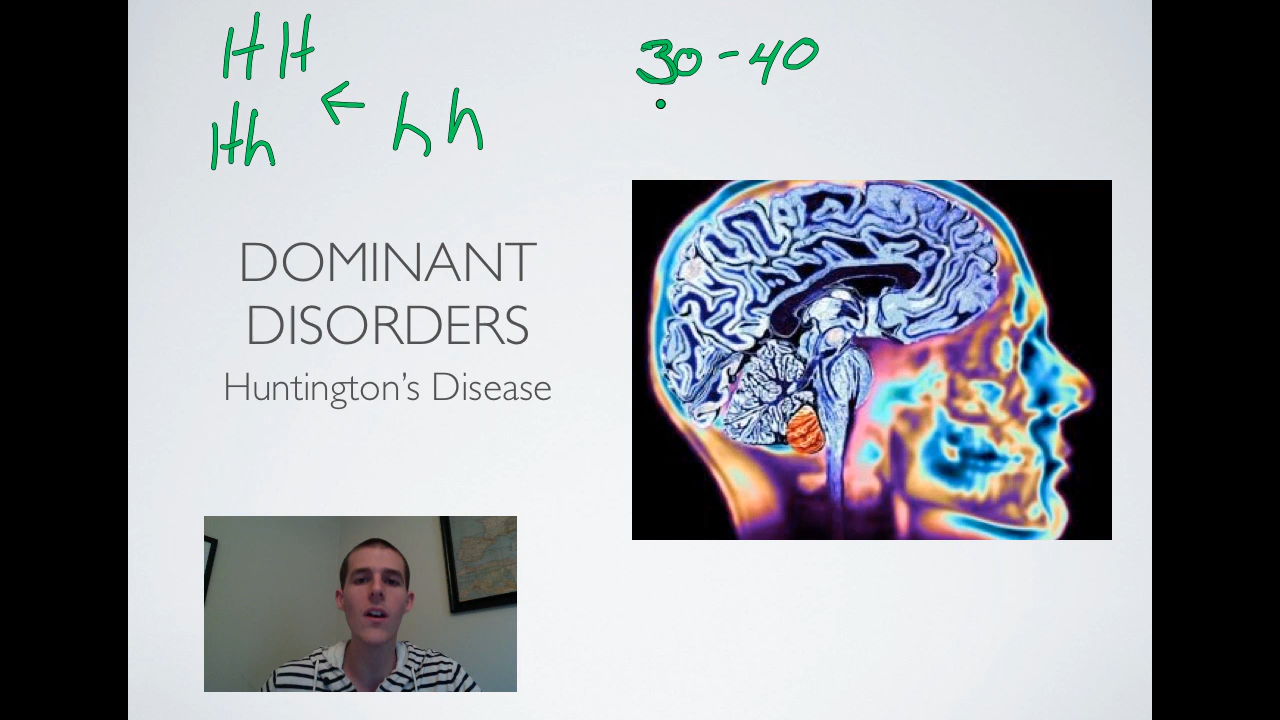 HH
Hh ← hh
30-40
DOMINANT
DISORDERS
Huntington's Disease